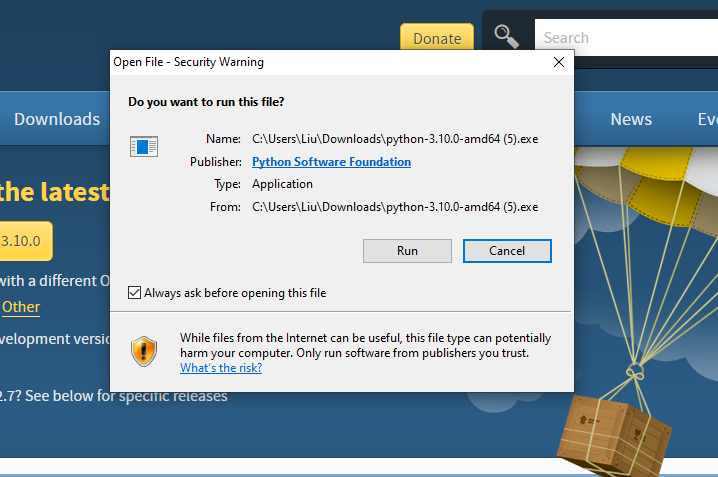 Donate
Search
Open File - Security Warning
Downloads
News
Eve
Do you want to run this file?
Name: C:\Users\Liu\Downloads\python-3.10.0-amd64 (5).exe
Publisher: Python Software Foundation
Type: Application
From: C:\Users\Liu\Downloads\python-3.10.0-amd64 (5).exe
the latest
3.10.0
Run
Cancel
with a different O
Always ask before opening this file
Other
velopment versio
While files from the Internet can be useful, this file type can potentially
harm your computer. Only run software from publishers you trust.
What's the risk?
2.7? See below for specific releases